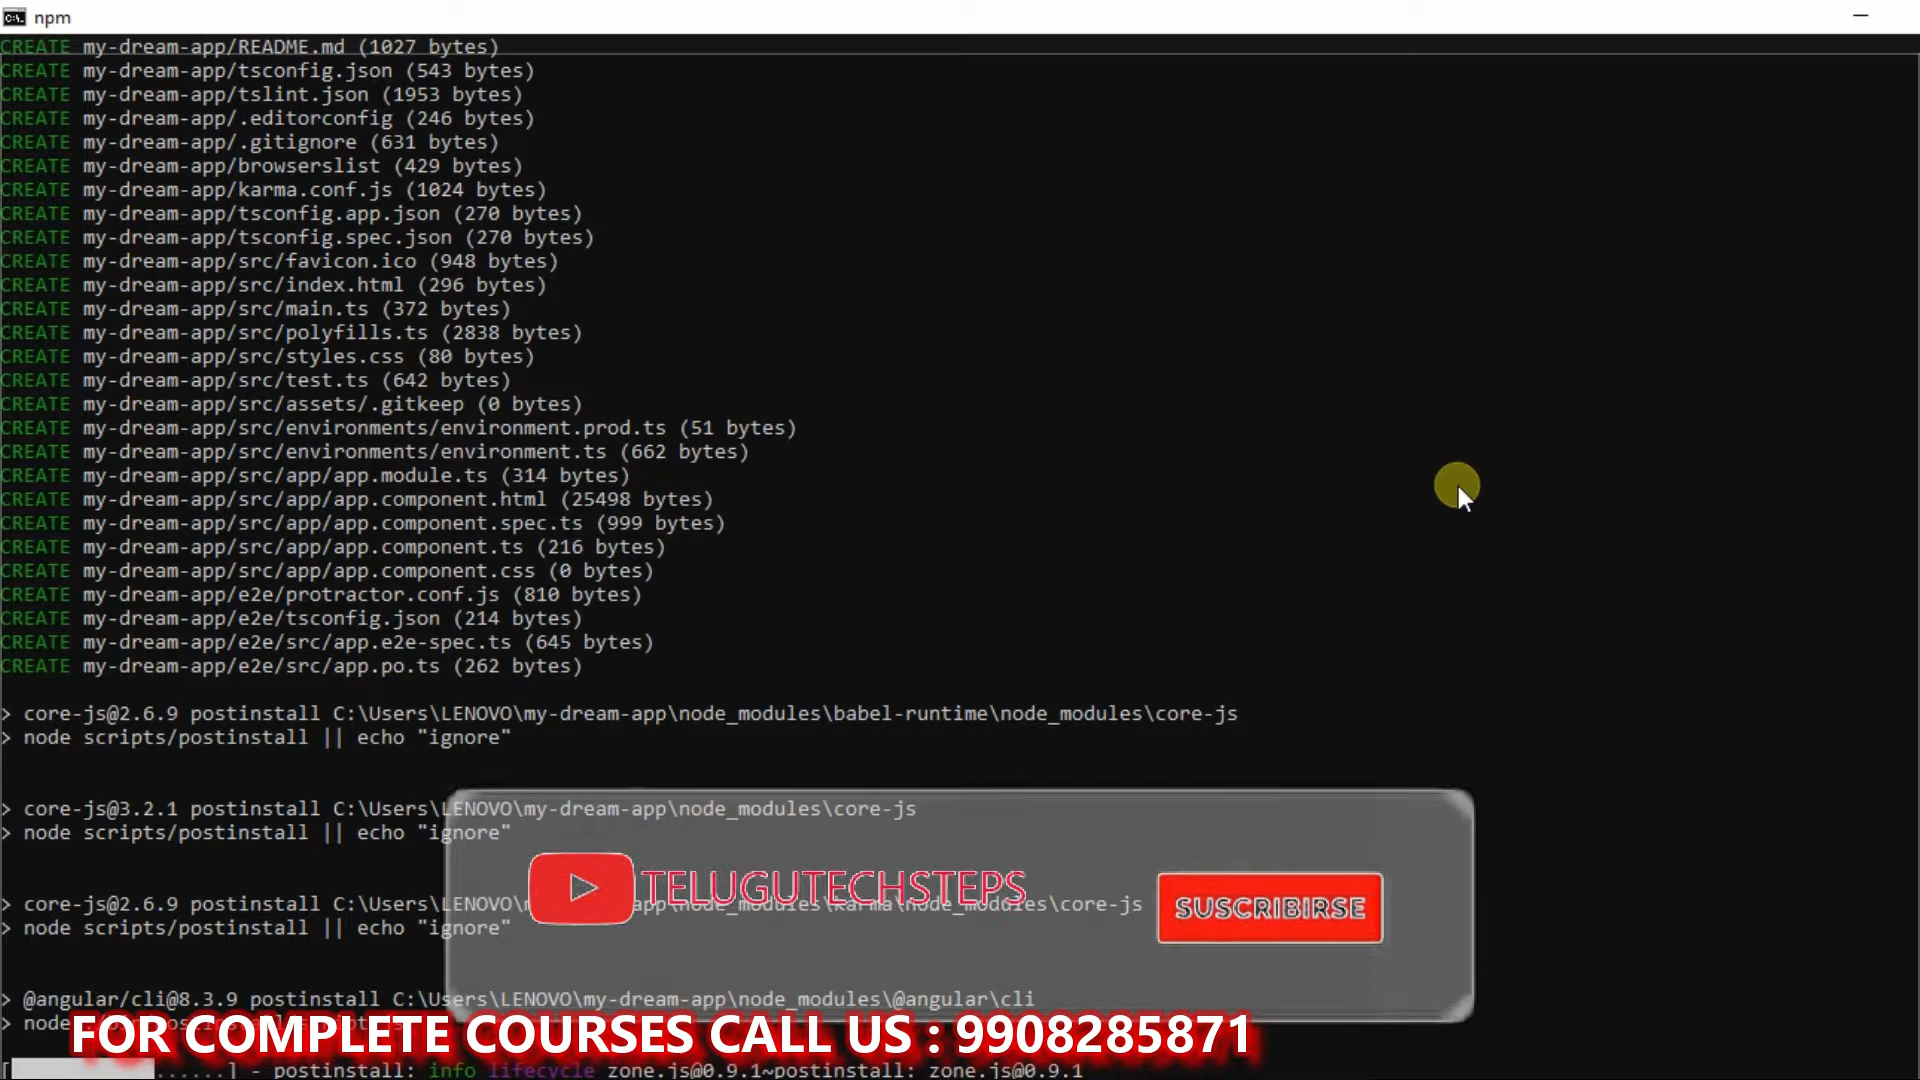 npm
CREATE my-dream-app/README.md (1027 bytes)
CREATE my-dream-app/tsconfig.json (543 bytes)
CREATE my-dream-app/tslint.json (1953 bytes)
CREATE my-dream-app/.editorconfig (246 bytes)
CREATE my-dream-app/.gitignore (631 bytes)
CREATE my-dream-app/browserslist (429 bytes)
CREATE my-dream-app/karma.conf.js (1024 bytes)
CREATE my-dream-app/tsconfig.app.json (270 bytes)
CREATE my-dream-app/tsconfig.spec.json (270 bytes)
CREATE my-dream-app/src/favicon.ico (948 bytes)
CREATE my-dream-app/src/index.html (296 bytes)
CREATE my-dream-app/src/main.ts (372 bytes)
CREATE my-dream-app/src/polyfills.ts (2838 bytes)
CREATE my-dream-app/src/styles.css (80 bytes)
CREATE my-dream-app/src/test.ts (642 bytes)
CREATE my-dream-app/src/assets/.gitkeep (0 bytes)
CREATE my-dream-app/src/environments/environment.prod.ts (51 bytes)
CREATE my-dream-app/src/environments/environment.ts (662 bytes)
CREATE my-dream-app/src/app/app.module.ts (314 bytes)
CREATE my-dream-app/src/app/app.component.html (25498 bytes)
CREATE my-dream-app/src/app/app.component.spec.ts (999 bytes)
CREATE my-dream-app/src/app/app.component.ts (216 bytes)
CREATE my-dream-app/src/app/app.component.css (0 bytes)
CREATE my-dream-app/e2e/protractor.conf.js (810 bytes)
CREATE my-dream-app/e2e/tsconfig.json (214 bytes)
CREATE my-dream-app/e2e/src/app.e2e-spec.ts (645 bytes)
CREATE my-dream-app/e2e/src/app.po.ts (262 bytes)
> core-js@2.6.9 postinstall C:\Users\LENOVO\my-dream-app\node_modules\babel-runtime\node_modules\core-js
> node scripts/postinstall || echo "ignore"
> core-js@3.2.1 postinstall C:\Users\LENOVO\my-dream-app\node_modules\core-js
> node scripts/postinstall || echo "ignore"
TELUGUTECHSTEPS
SUSCRIBIRSE
> core-js@2.6.9 postinstall C:\Users\LENOVO\ app\node_modules\karma\node_modules\core-js
> node scripts/postinstall || echo "ignore"
> @angular/cli@8.3.9 postinstall C:\Users\LENOVO\my-dream-app\node_modules\@angular\cli
> node
FOR COMPLETE COURSES CALL US : 9908285871
[ ......] - postinstall: info lifecycle zone.js@0.9.1~postinstall: zone.js@0.9.1